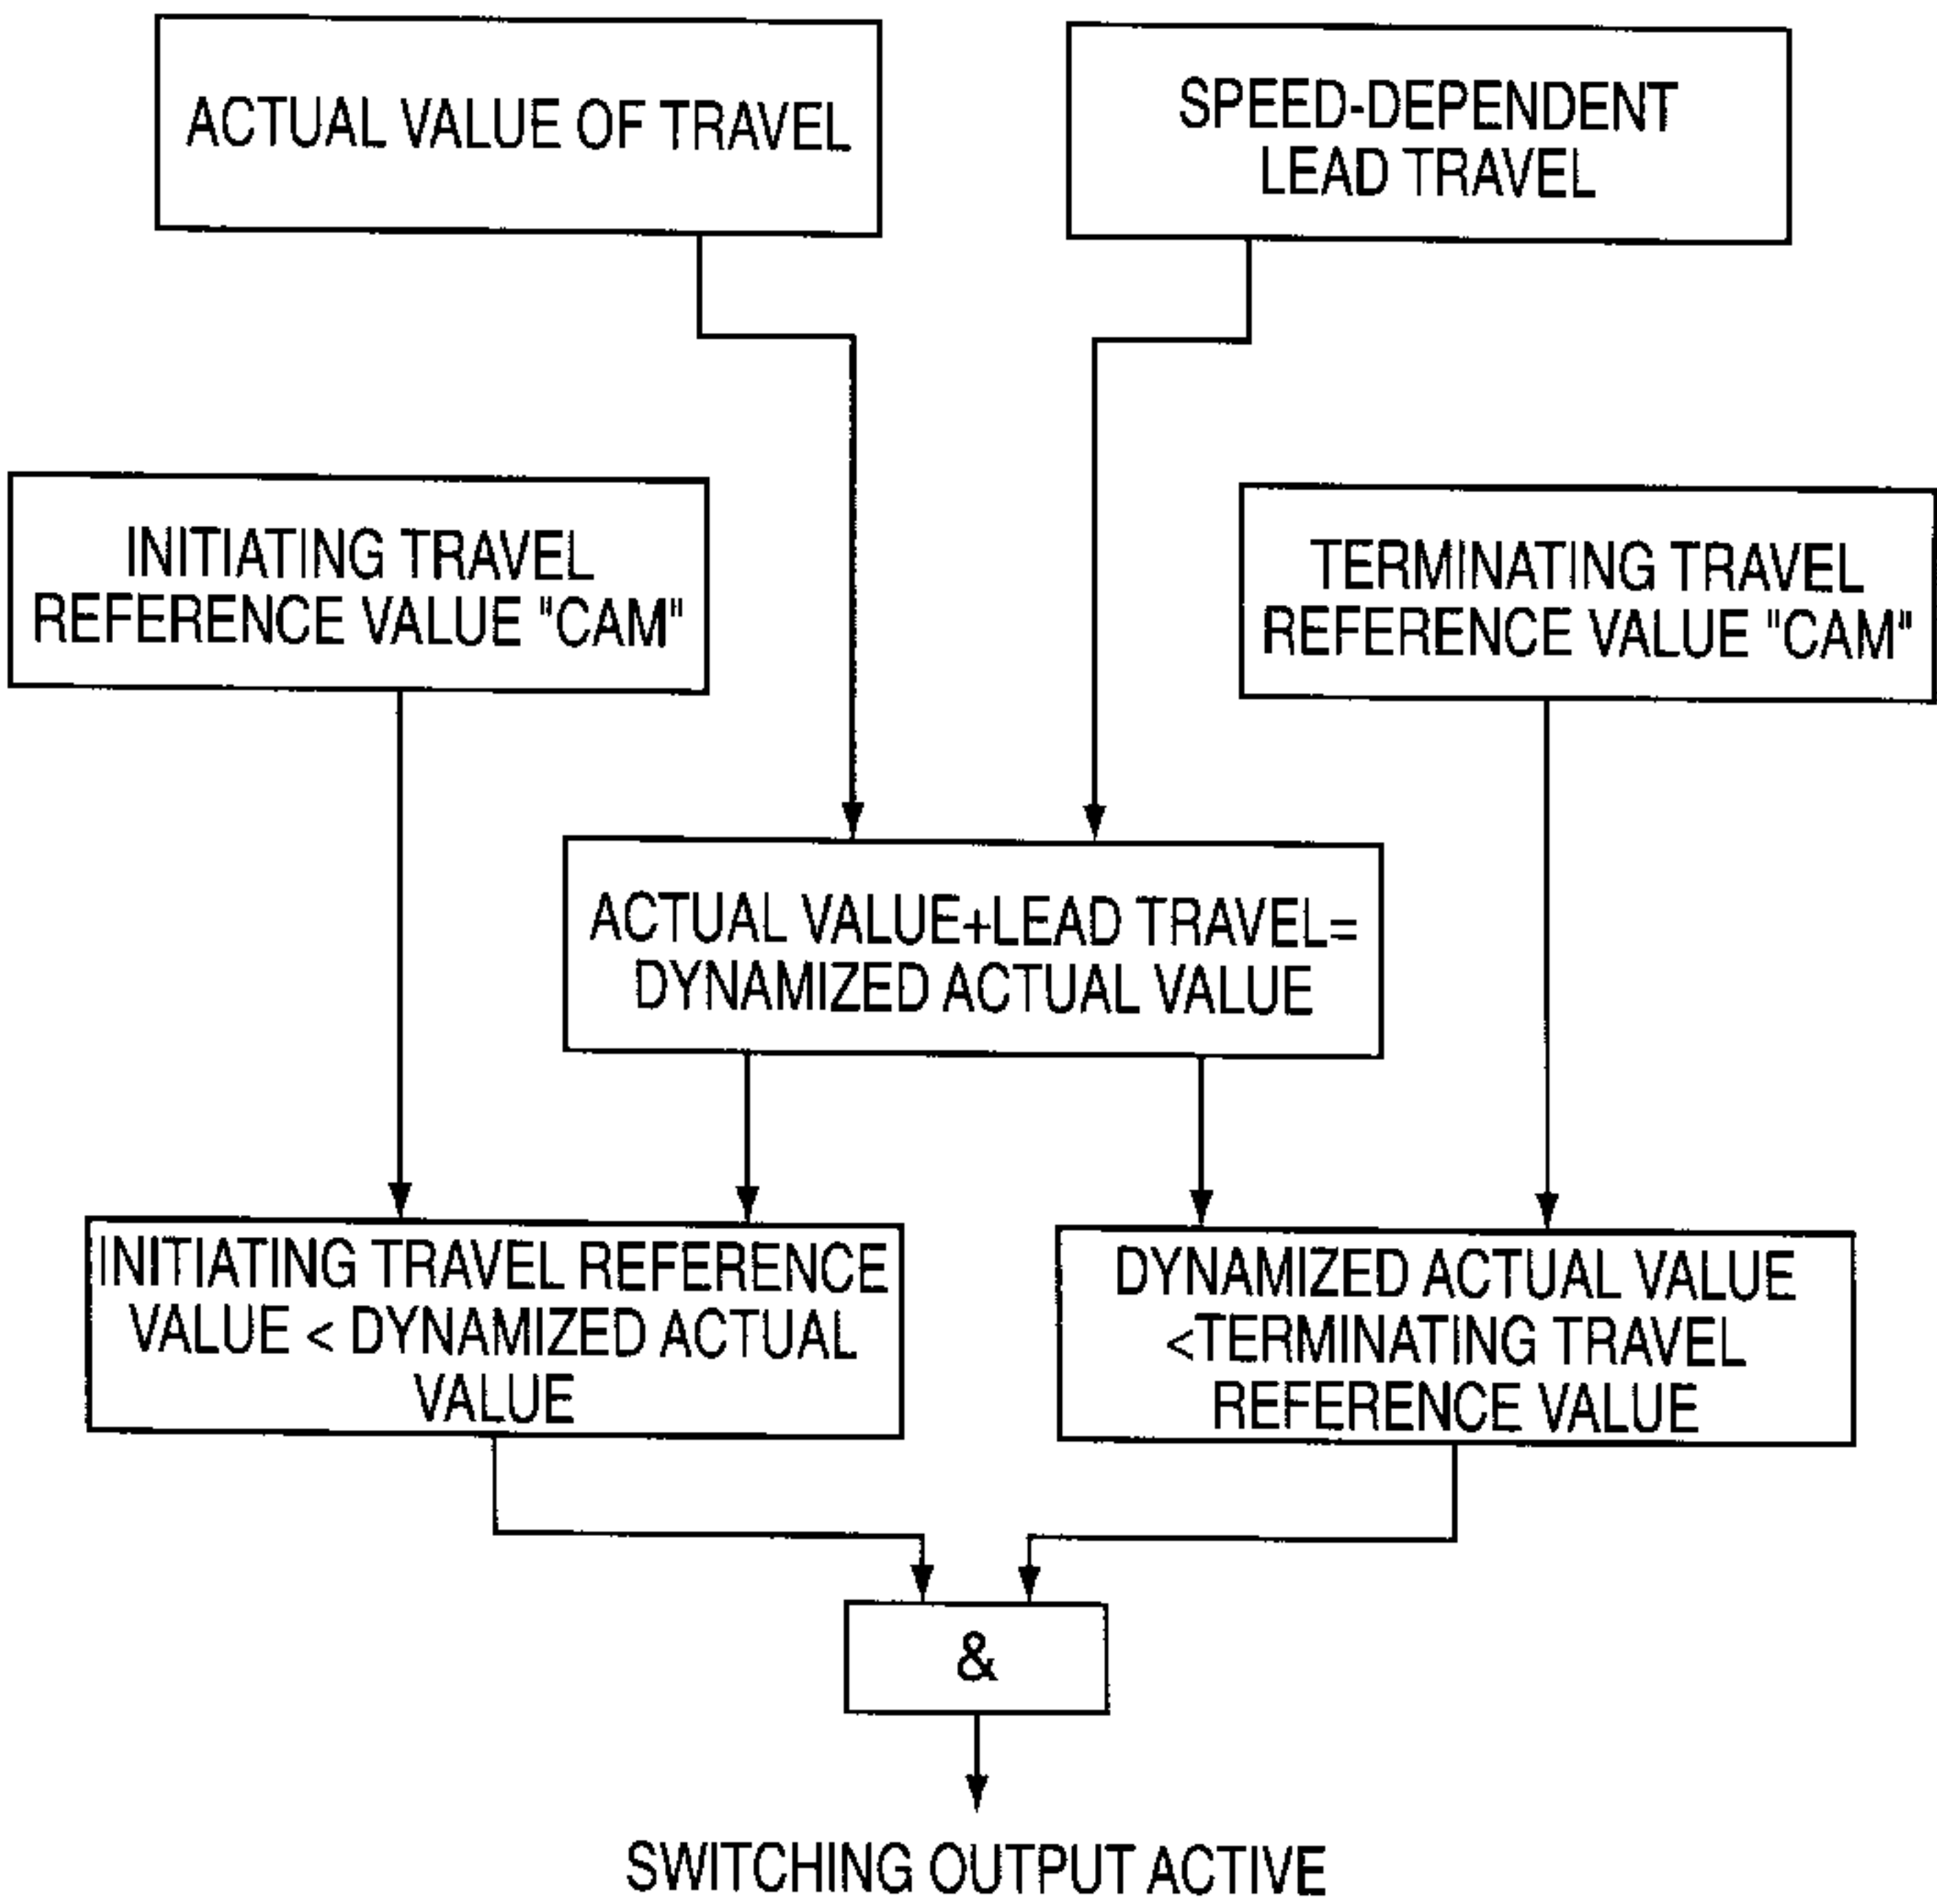 ACTUAL VALUE OF TRAVEL
SPEED-DEPENDENT
LEAD TRAVEL
INITIATING TRAVEL
REFERENCE VALUE "CAM"
TERMINATING TRAVEL
REFERENCE VALUE "CAM"
ACTUAL VALUE+LEAD TRAVEL=
DYNAMIZED ACTUAL VALUE
INITIATING TRAVEL REFERENCE
VALUE < DYNAMIZED ACTUAL
VALUE
DYNAMIZED ACTUAL VALUE
<TERMINATING TRAVEL
REFERENCE VALUE
&
SWITCHING OUTPUT ACTIVE